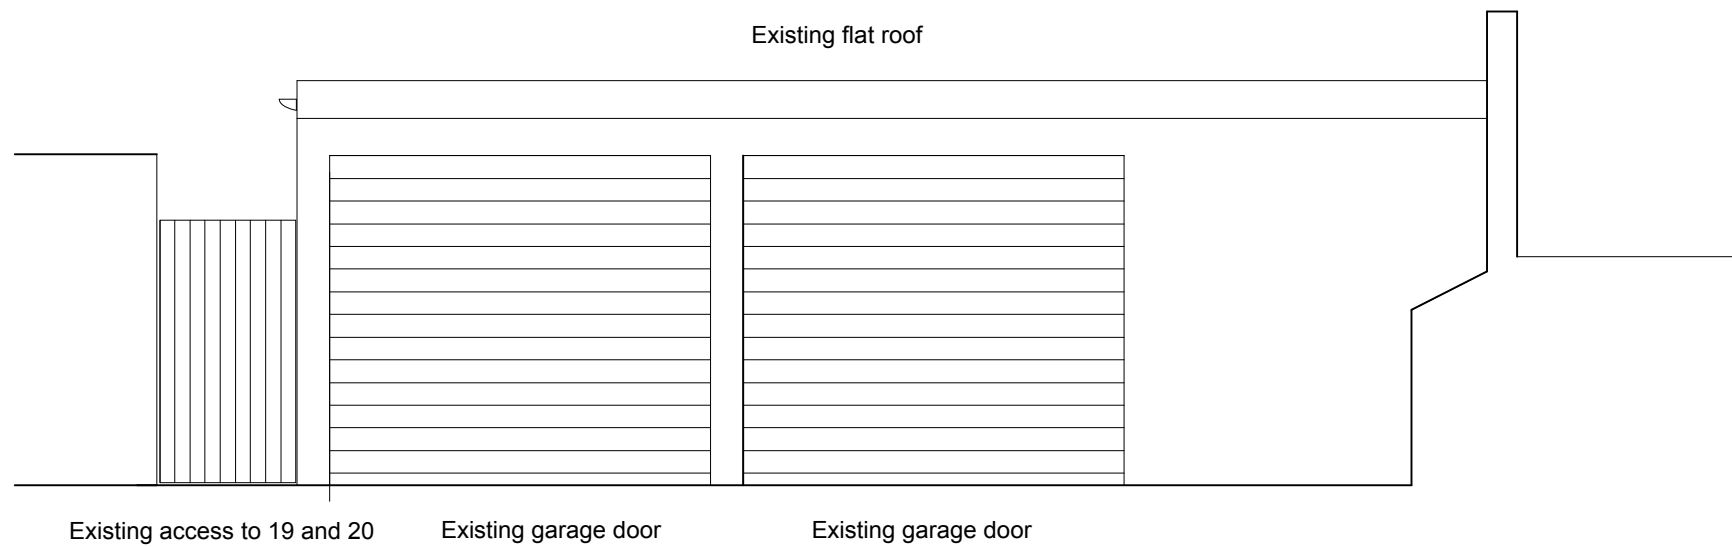 Existing flat roof
Existing access to 19 and 20
Existing garage door
Existing garage door